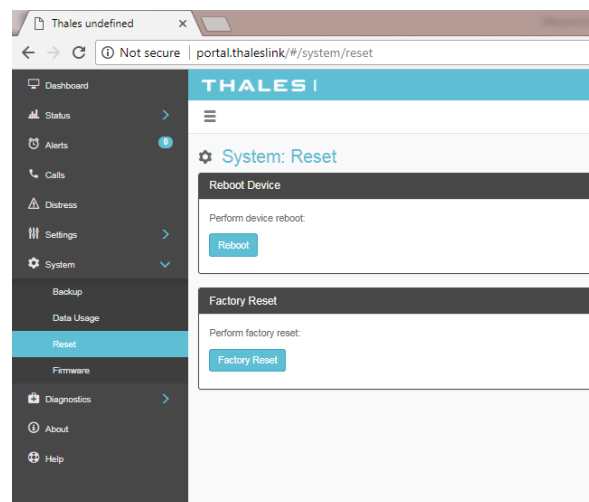 Thales undefined
Not secure | portal.thaleslink/#/system/reset
Dashboard
Status
Alerts 0
Calls
Distress
Settings
System
Backup
Data Usage
Reset
Firmware
Diagnostics
About
Help
THALES
System: Reset
Reboot Device
Perform device reboot:
Reboot
Factory Reset
Perform factory reset:
Factory Reset